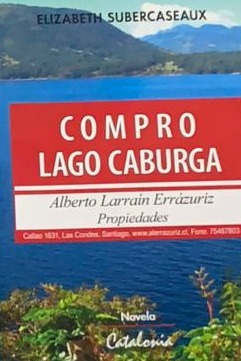 ELIZABETH SUBERCASEAUX
COMPRO
LAGO CABURGA
Alberto Larraín Errázuriz
Propiedades
Callao 1631, Las Condes, Santiago, www.alerrazuriz.cl, Fono: 75467803
Novela
Catalonia